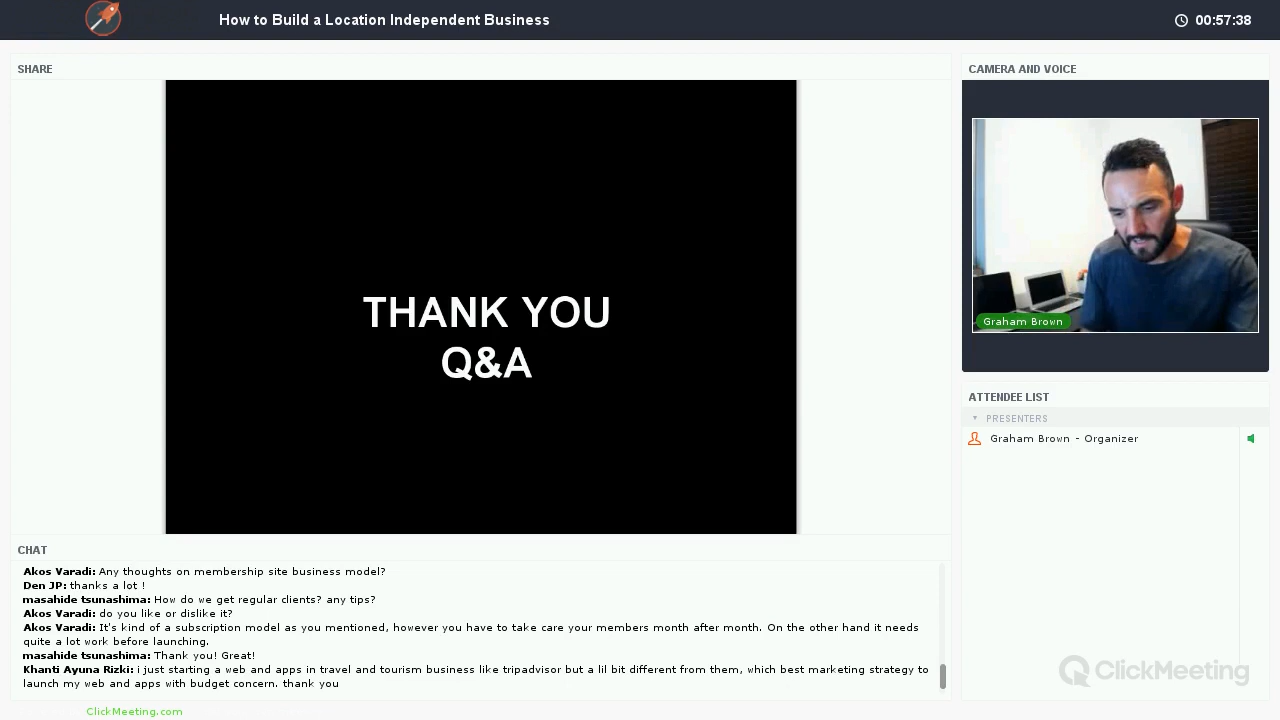 How to Build a Location Independent Business
00:57:38
SHARE
CAMERA AND VOICE
THANK YOU
Q&A
Graham Brown
ATTENDEE LIST
PRESENTERS
Graham Brown - Organizer
CHAT
Akos Varadi: Any thoughts on membership site business model?
Den JP: thanks a lot !
masahide tsunashima: How do we get regular clients? any tips?
Akos Varadi: do you like or dislike it?
Akos Varadi: It's kind of a subscription model as you mentioned, however you have to take care your members month after month. On the other hand it needs
quite a lot work before launching.
masahide tsunashima: Thank you! Great!
Khanti Ayuna Rizki: i just starting a web and apps in travel and tourism business like tripadvisor but a lil bit different from them, which best marketing strategy to
launch my web and apps with budget concern. thank you
ClickMeeting
ClickMeeting.com